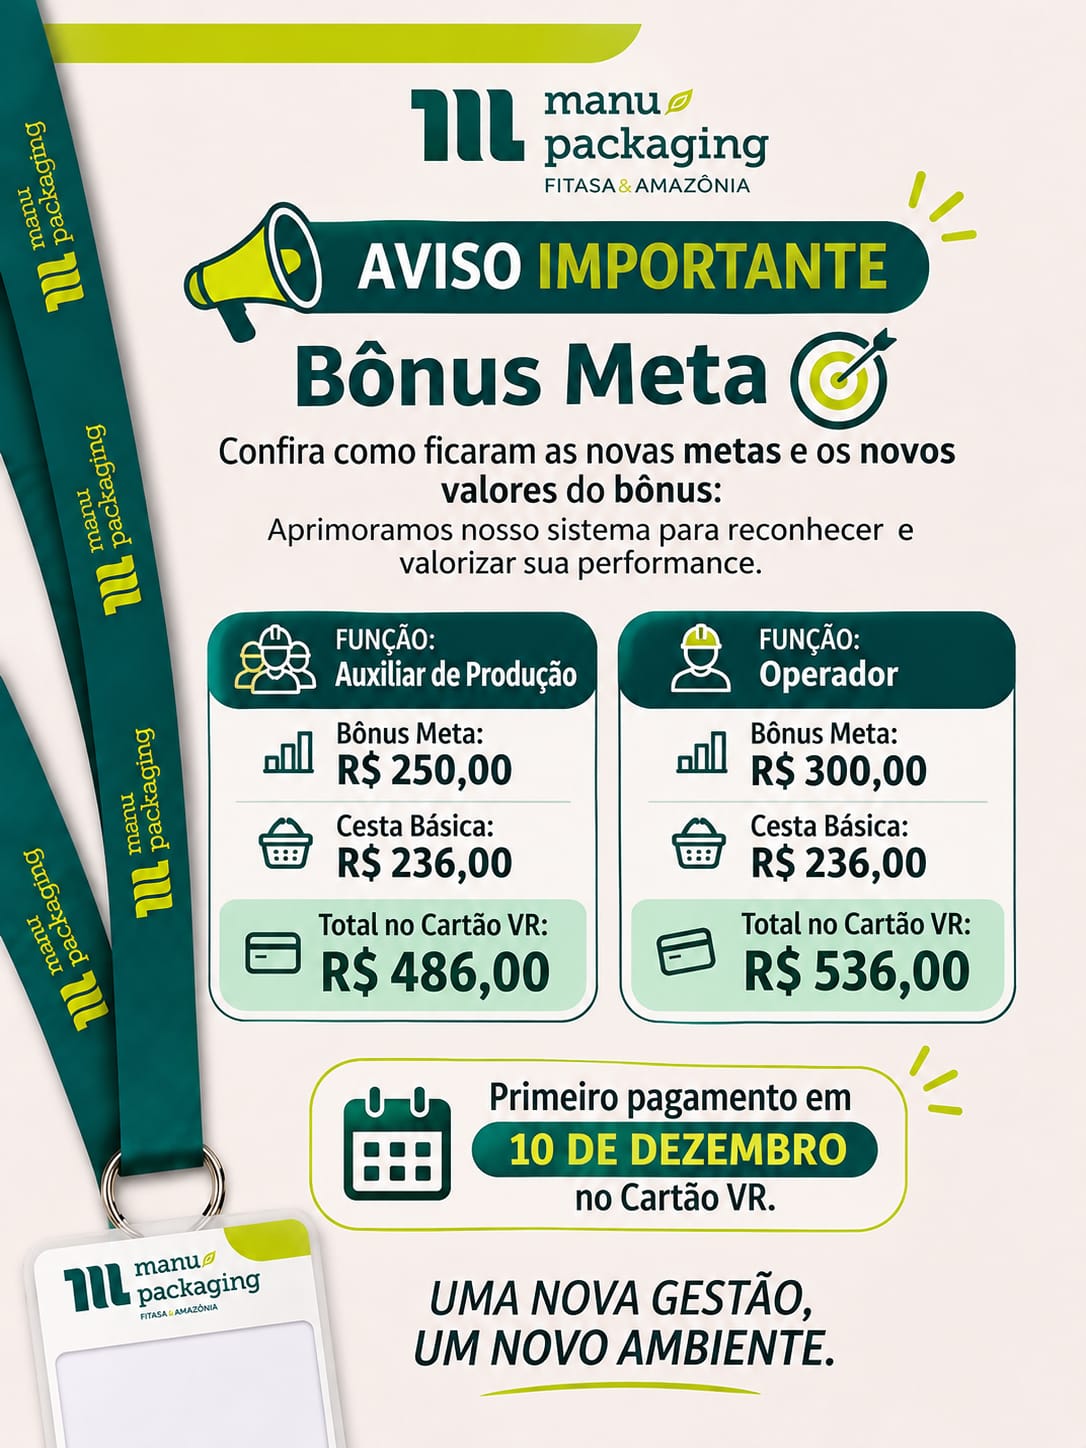 manu
packaging
FITASA & AMAZÔNIA
AVISO IMPORTANTE
Bônus Meta
Confira como ficaram as novas metas e os novos
valores do bônus:
Aprimoramos nosso sistema para reconhecer e
valorizar sua performance.
FUNÇÃO:
Auxiliar de Produção
Bônus Meta:
R$ 250,00
Cesta Básica:
R$ 236,00
Total no Cartão VR:
R$ 486,00
FUNÇÃO:
Operador
Bônus Meta:
R$ 300,00
Cesta Básica:
R$ 236,00
Total no Cartão VR:
R$ 536,00
Primeiro pagamento em
10 DE DEZEMBRO
no Cartão VR.
UMA NOVA GESTÃO,
UM NOVO AMBIENTE.
manu
packaging
manu
packaging
manu
packaging
manu
packaging
manu
packaging
FITASA & AMAZÔNIA